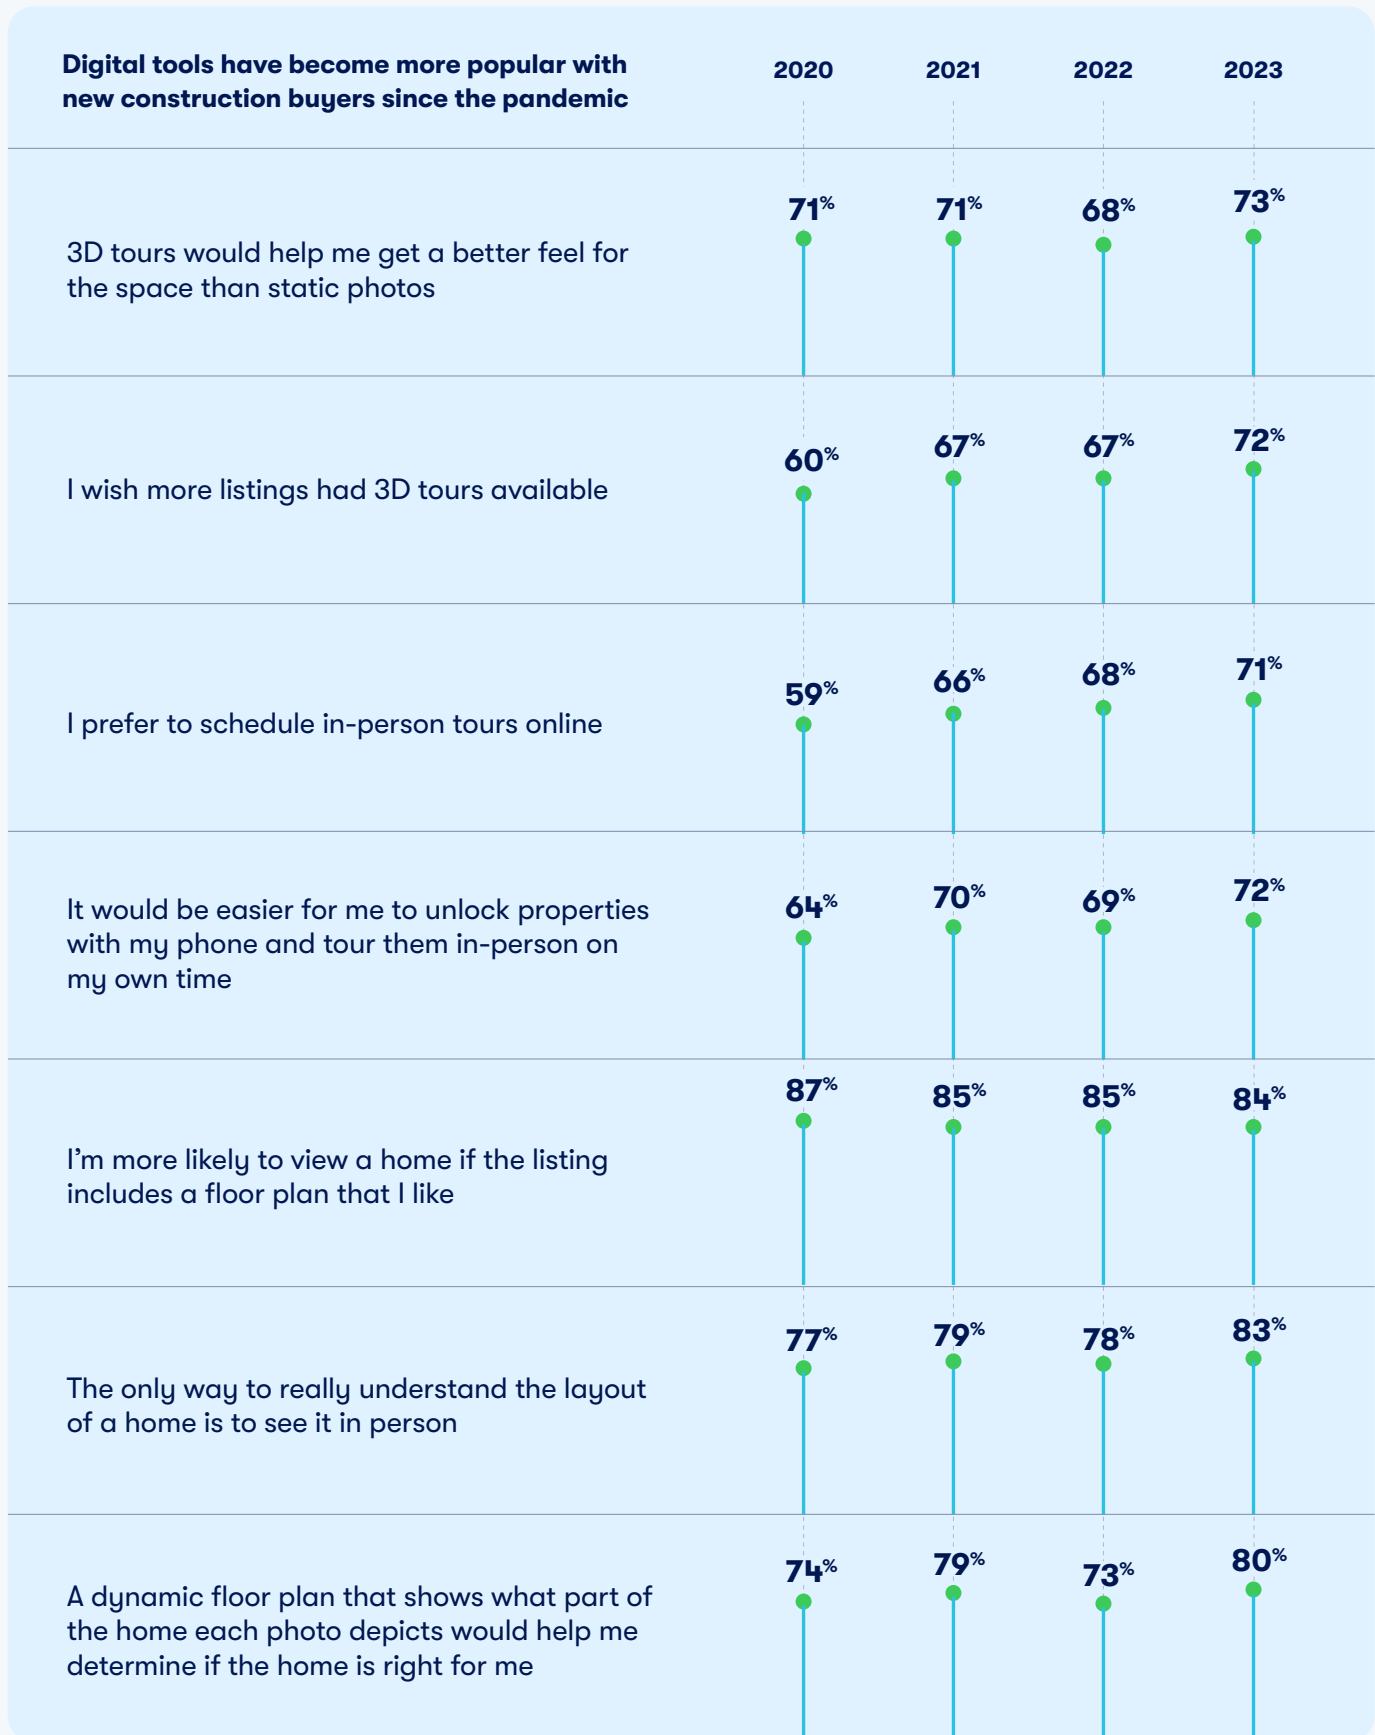 Digital tools have become more popular with
new construction buyers since the pandemic
2020 2021 2022 2023
71% 71% 68% 73%
3D tours would help me get a better feel for
the space than static photos
60% 67% 67% 72%
I wish more listings had 3D tours available
59% 66% 68% 71%
I prefer to schedule in-person tours online
64% 70% 69% 72%
It would be easier for me to unlock properties
with my phone and tour them in-person on
my own time
87% 85% 85% 84%
I’m more likely to view a home if the listing
includes a floor plan that I like
77% 79% 78% 83%
The only way to really understand the layout
of a home is to see it in person
74% 79% 73% 80%
A dynamic floor plan that shows what part of
the home each photo depicts would help me
determine if the home is right for me